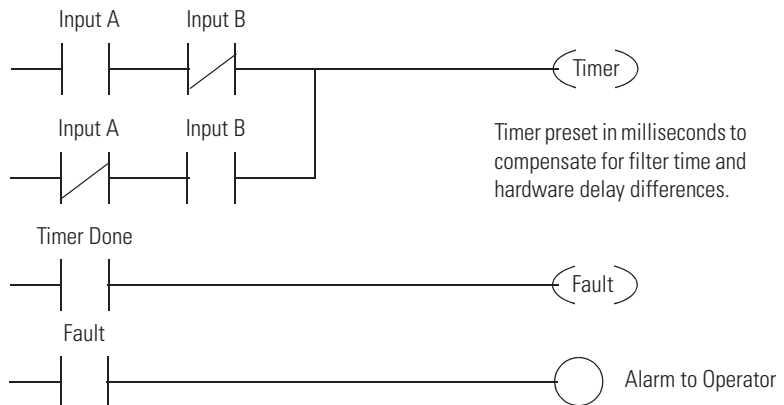 Input A
Input B
Timer
Input A
Input B
Timer preset in milliseconds to
compensate for filter time and
hardware delay differences.
Timer Done
Fault
Fault
Alarm to Operator